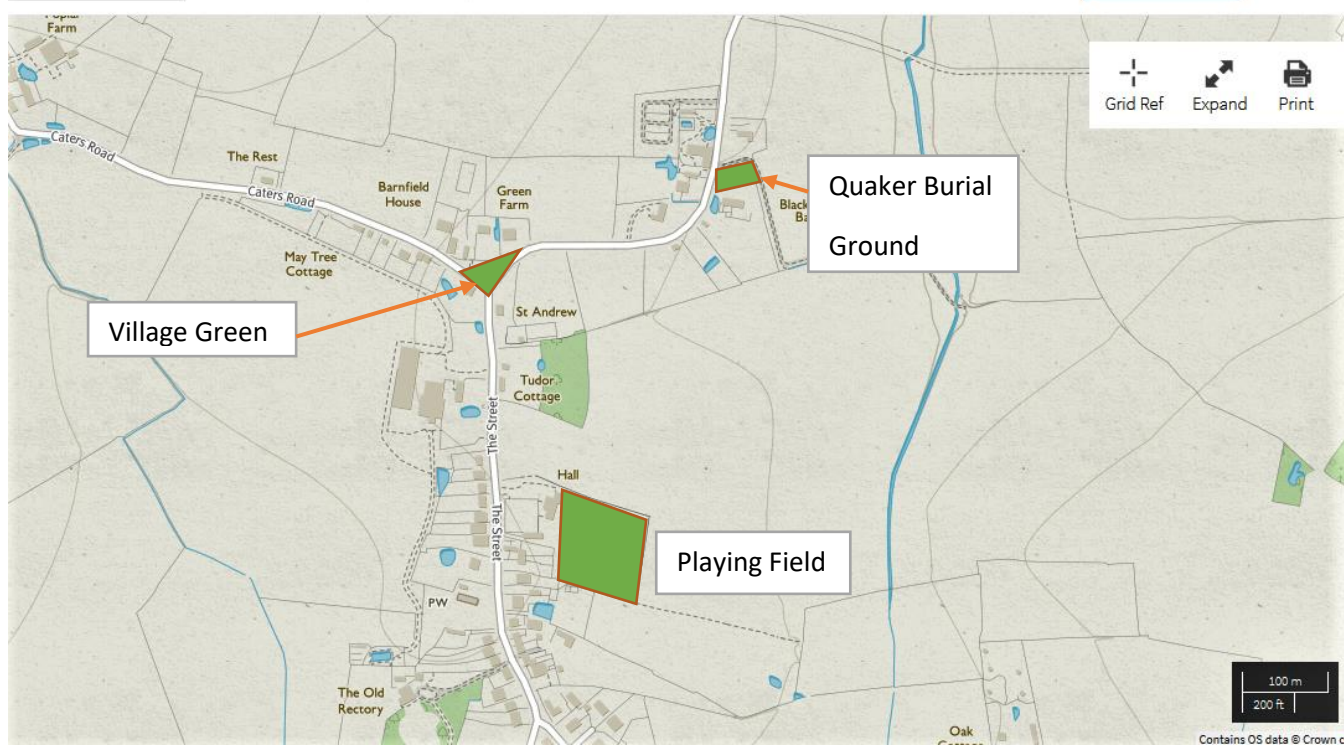 Farm
Grid Ref
Expand
Print
Caters Road
The Rest
Caters Road
Barnfield
House
Green
Farm
Quaker Burial
Ground
Black
Ba
May Tree
Cottage
St Andrew
Village Green
Tudor
Cottage
The Street
Hall
The Street
Playing Field
PW
The Old
Rectory
100 m
200 ft
Oak
Contains OS data © Crown c